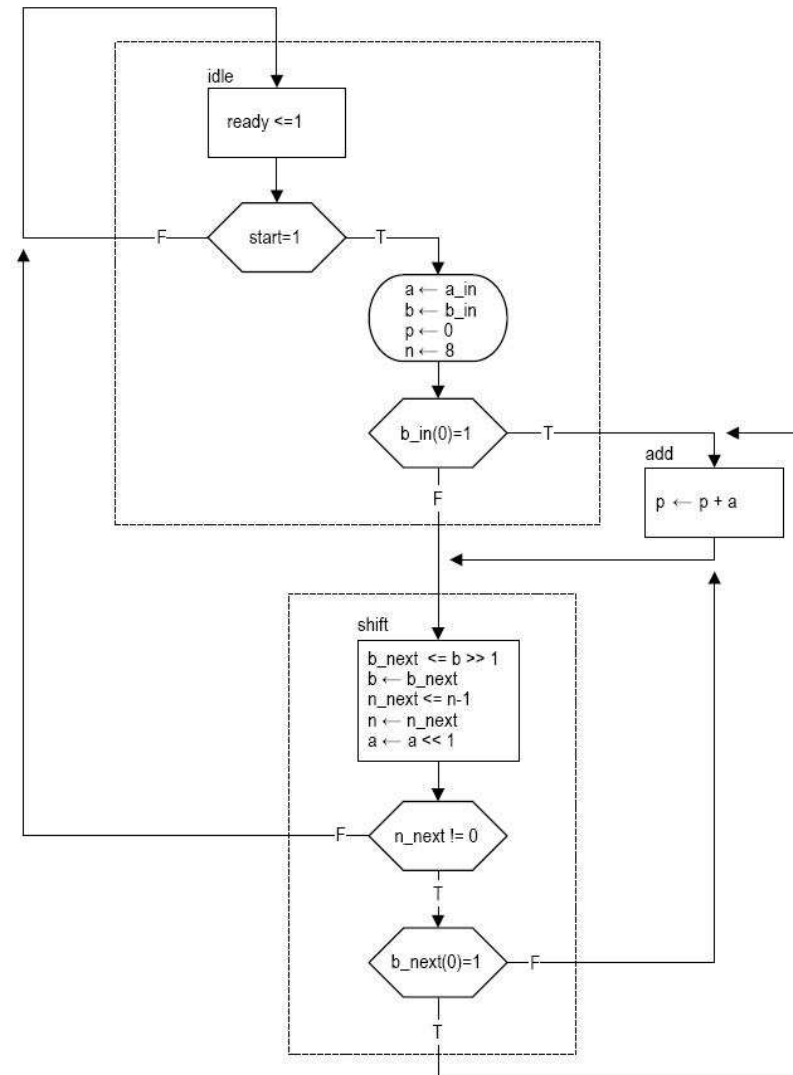 idle
ready <=1
F
start=1
T
a ← a_in
b ← b_in
p ← 0
n ← 8
b_in(0)=1
T
F
add
p ← p + a
shift
b_next <= b >> 1
b ← b_next
n_next <= n-1
n ← n_next
a ← a << 1
F
n_next != 0
T
b_next(0)=1
F
T